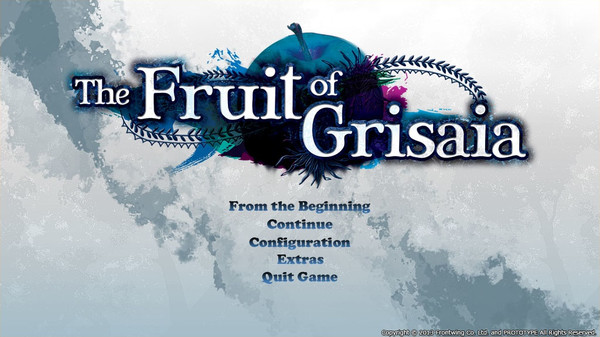 The Fruit of
Grisaia
From the Beginning
Continue
Configuration
Extras
Quit Game
Copyright © 2013 Frontwing Co. Ltd. and PROTOTYPE All Rights Reserved.